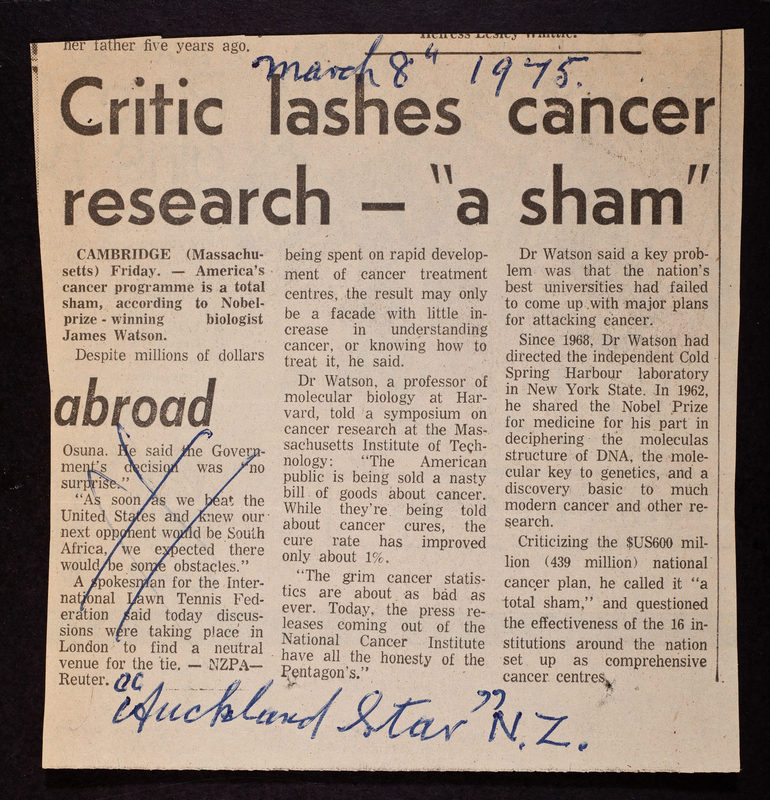 her father five years ago.
Heiress Lesley Whittle.
March 8" 1975.
Critic lashes cancer
research — "a sham"
CAMBRIDGE (Massachu-
setts) Friday. — America's
cancer programme is a total
sham, according to Nobel-
prize-winning biologist
James Watson.
Despite millions of dollars
being spent on rapid develop-
ment of cancer treatment
centres, the result may only
be a facade with little in-
crease in understanding
cancer, or knowing how to
treat it, he said.
Dr Watson, a professor of
molecular biology at Har-
vard, told a symposium on
cancer research at the Mas-
sachusetts Institute of Tech-
nology: "The American
public is being sold a nasty
bill of goods about cancer.
While they're being told
about cancer cures, the
cure rate has improved
only about 1%.
"The grim cancer statis-
tics are about as bad as
ever. Today, the press re-
leases coming out of the
National Cancer Institute
have all the honesty of the
Pentagon's."
Dr Watson said a key prob-
lem was that the nation's
best universities had failed
to come up with major plans
for attacking cancer.
Since 1968, Dr Watson had
directed the independent Cold
Spring Harbour laboratory
in New York State. In 1962,
he shared the Nobel Prize
for medicine for his part in
deciphering the moleculas
structure of DNA, the mole-
cular key to genetics, and a
discovery basic to much
modern cancer and other re-
search.
Criticizing the $US600 mil-
lion (439 million) national
cancer plan, he called it "a
total sham," and questioned
the effectiveness of the 16 in-
stitutions around the nation
set up as comprehensive
cancer centres.
abroad
Osuna. He said the Govern-
ment's decision was "no
surprise."
"As soon as we beat the
United States and knew our
next opponent would be South
Africa, we expected there
would be some obstacles."
A spokesman for the Inter-
national Lawn Tennis Fed-
eration said today discus-
sions were taking place in
London to find a neutral
venue for the tie. — NZPA—
Reuter.
"Auckland Star" N.Z.